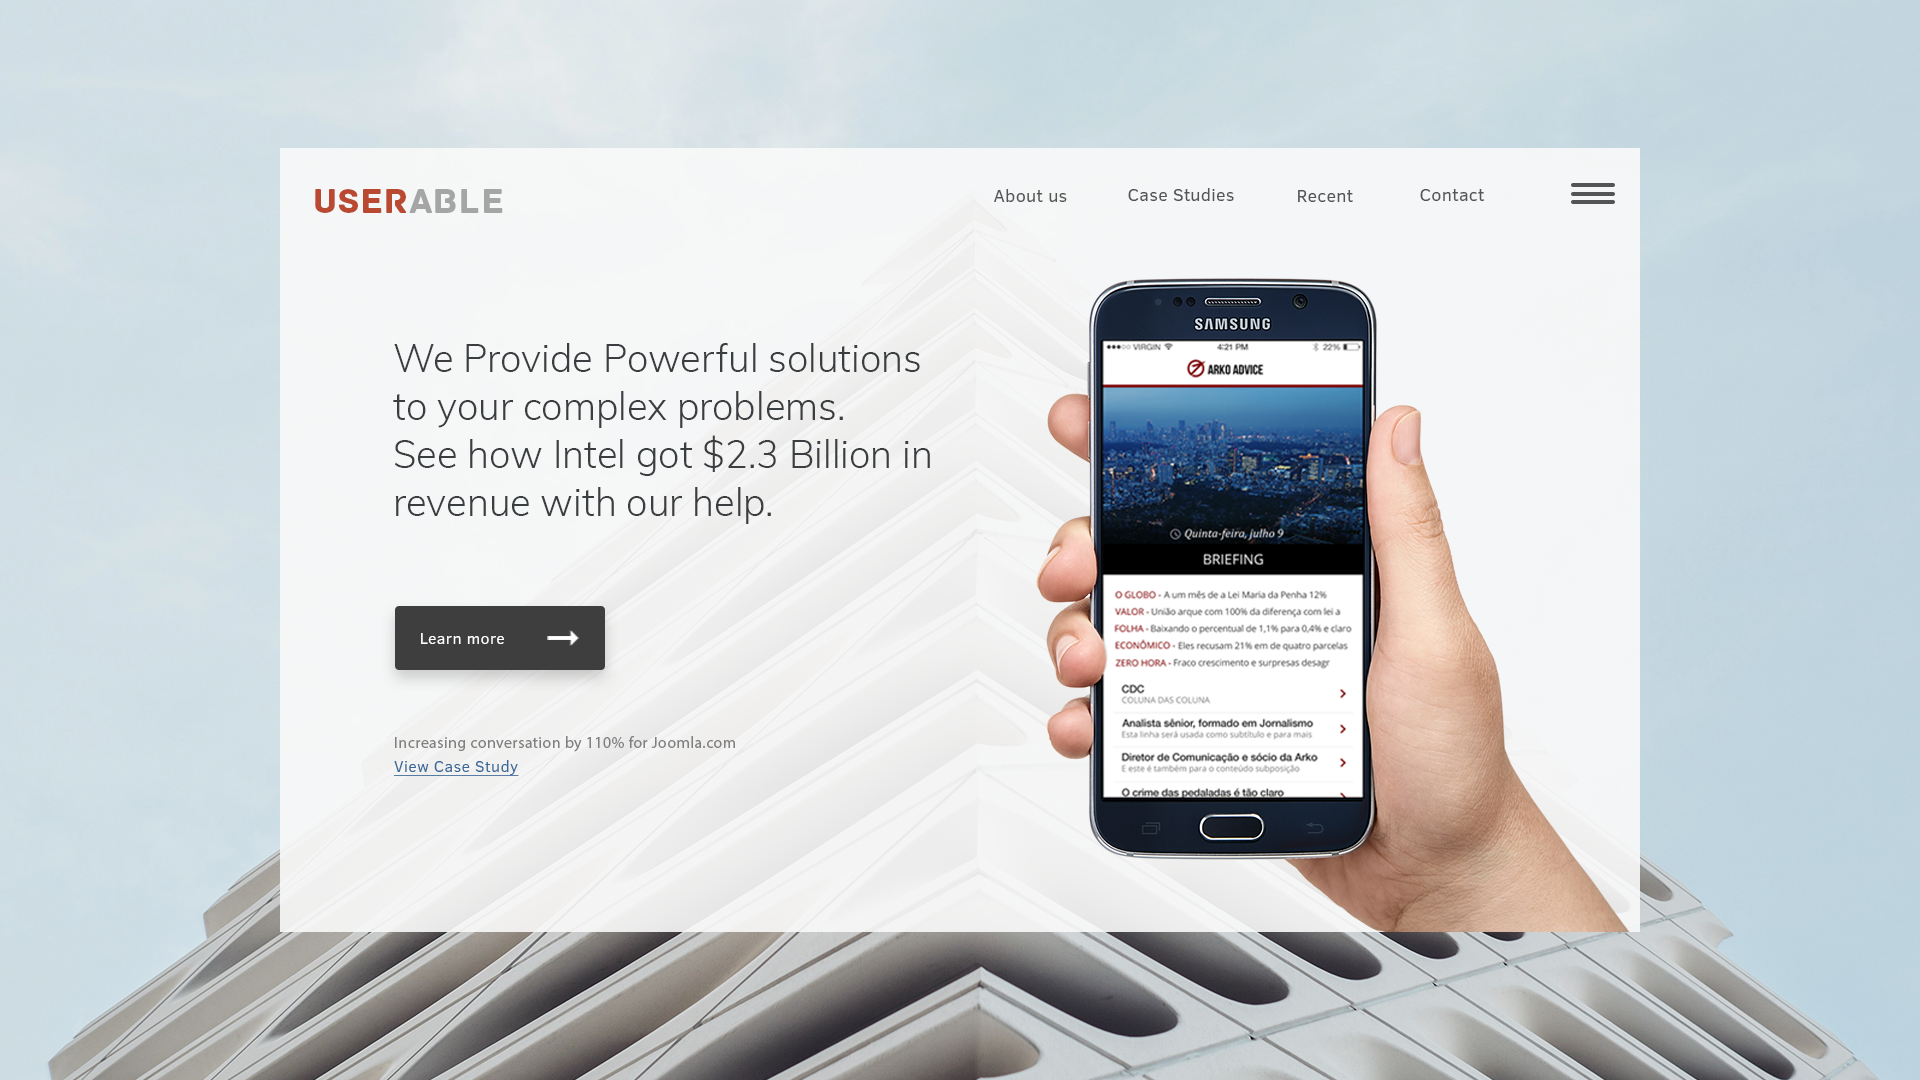 USERABLE
About us
Case Studies
Recent
Contact
We Provide Powerful solutions
to your complex problems.
See how Intel got $2.3 Billion in
revenue with our help.
Learn more
Increasing conversation by 110% for Joomla.com
View Case Study
SAMSUNG
VIRGIN 4:21 PM 22%
ARKO ADVICE
Quinta-feira, julho 9
BRIEFING
O GLOBO - A um mês de a Lei Maria da Penha 12%
VALOR - União arque com 100% da diferença com lei a
FOLHA - Baixando o percentual de 1,1% para 0,4% e claro
ECONÔMICO - Eles recusam 21% em de quatro parcelas
ZERO HORA - Fraco crescimento e surpresas desagr
CDC
COLUNA DAS COLUNA
Analista sênior, formado em Jornalismo
Esta linha será usada como subtítulo e para mais
Diretor de Comunicação e sócio da Arko
E este é também para o conteúdo subposição
O crime das pedaladas é tão claro